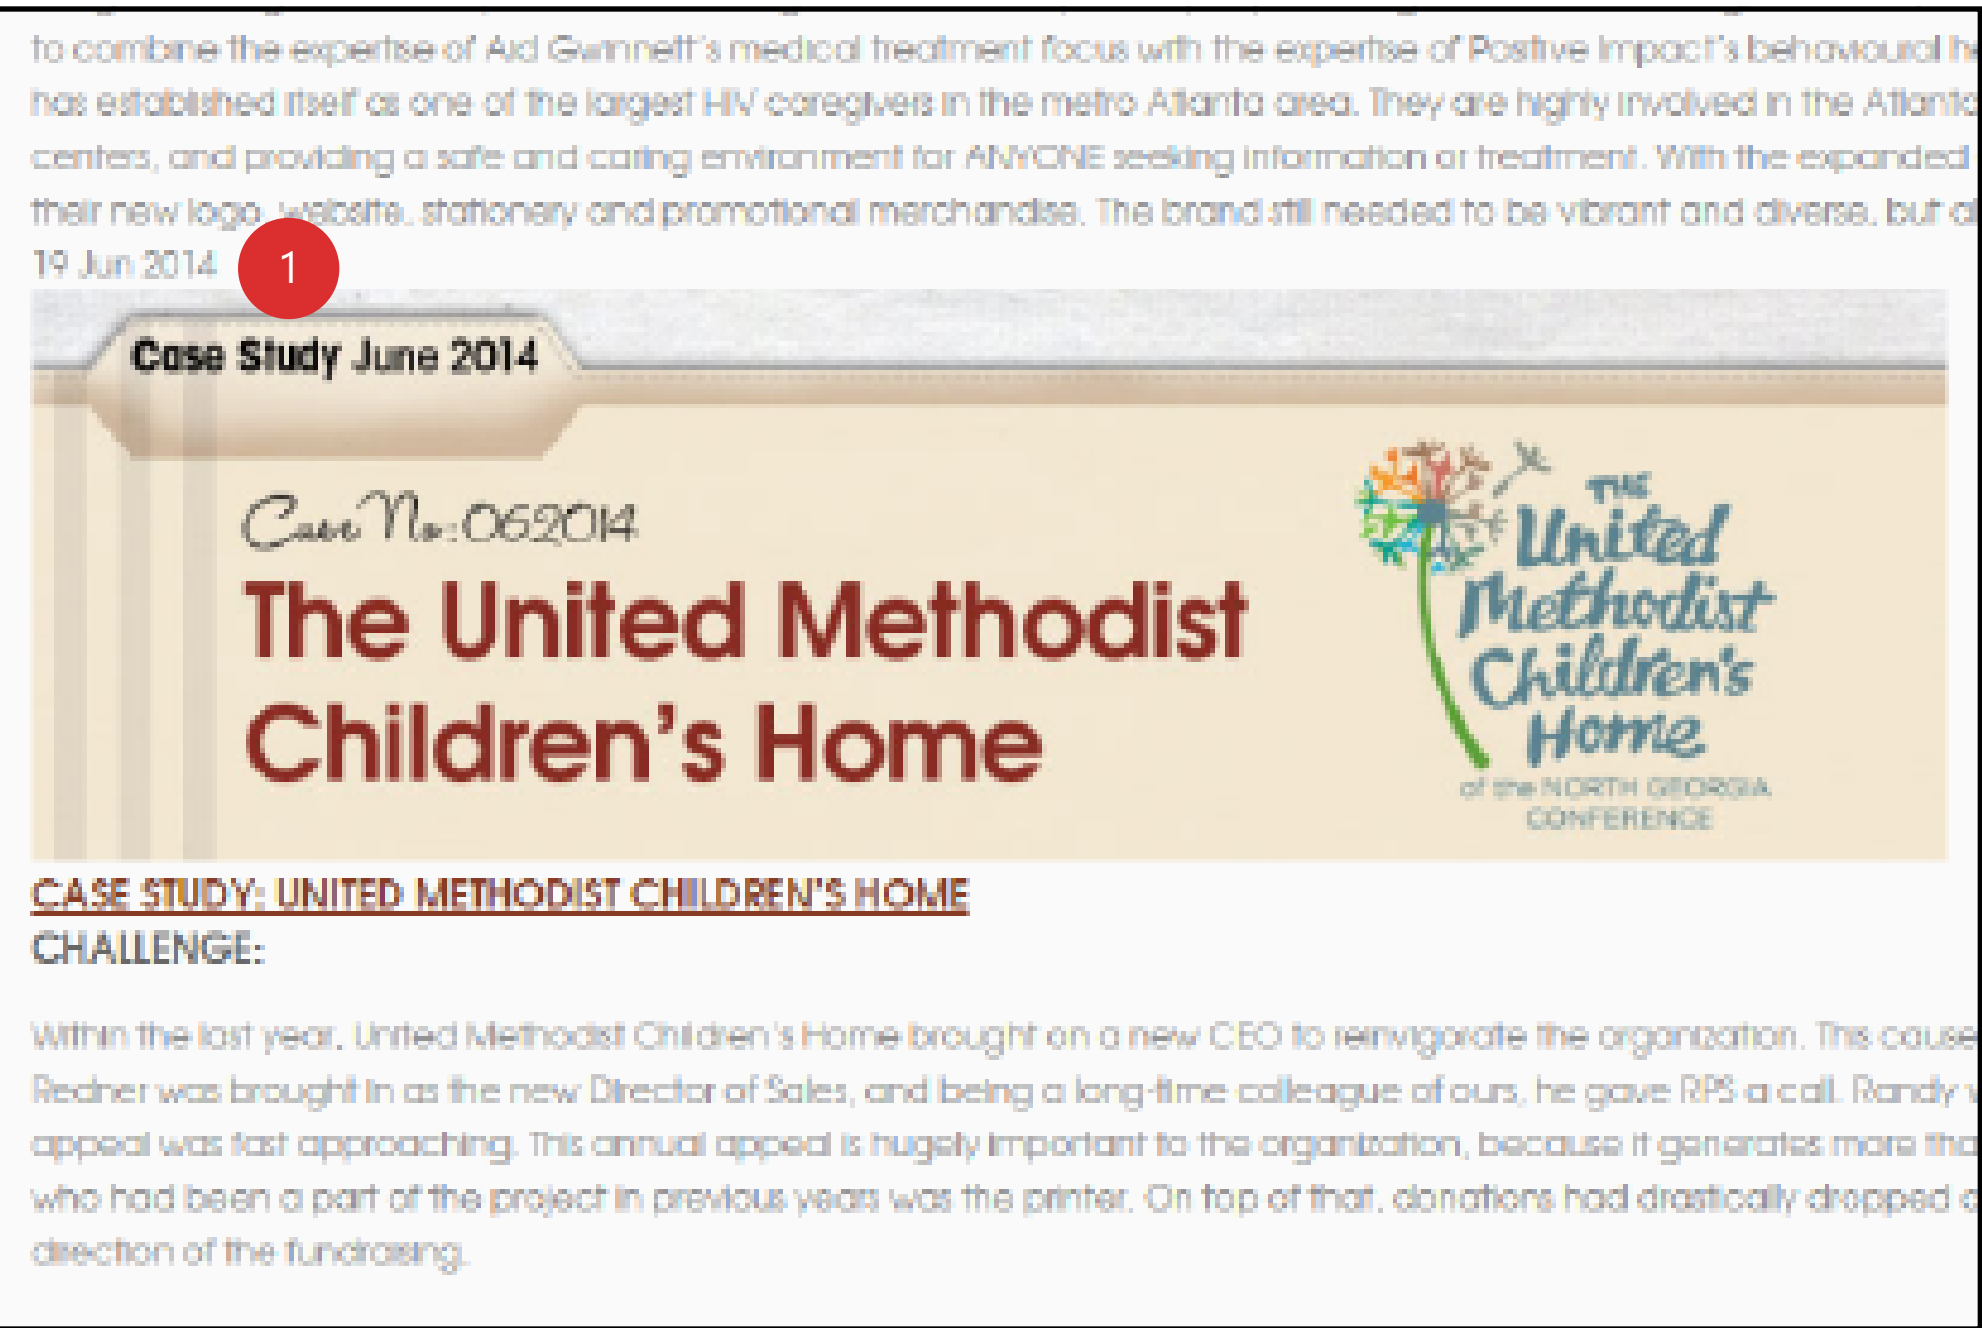 to combine the expertise of Aid Gwinnett's medical treatment focus with the expertise of Positive Impact's behavioural he
has established itself as one of the largest HIV caregivers in the metro Atlanta area. They are highly involved in the Atlanta
centers, and providing a safe and caring environment for ANYONE seeking information or treatment. With the expanded
their new logo, website, stationery and promotional merchandise. The brand still needed to be vibrant and diverse, but al
19 Jun 2014
1
Case Study June 2014
Case No:062014
The United Methodist
Children's Home
THE
United
Methodist
Children's
Home
of the NORTH GEORGIA
CONFERENCE
CASE STUDY: UNITED METHODIST CHILDREN'S HOME
CHALLENGE:
Within the last year, United Methodist Children's Home brought on a new CEO to reinvigorate the organization. This cause
Redner was brought in as the new Director of Sales, and being a long-time colleague of ours, he gave RPS a call. Randy
appeal was fast approaching. This annual appeal is hugely important to the organization, because it generates more tha
who had been a part of the project in previous years was the printer. On top of that, donations had drastically dropped
direction of the fundraising.